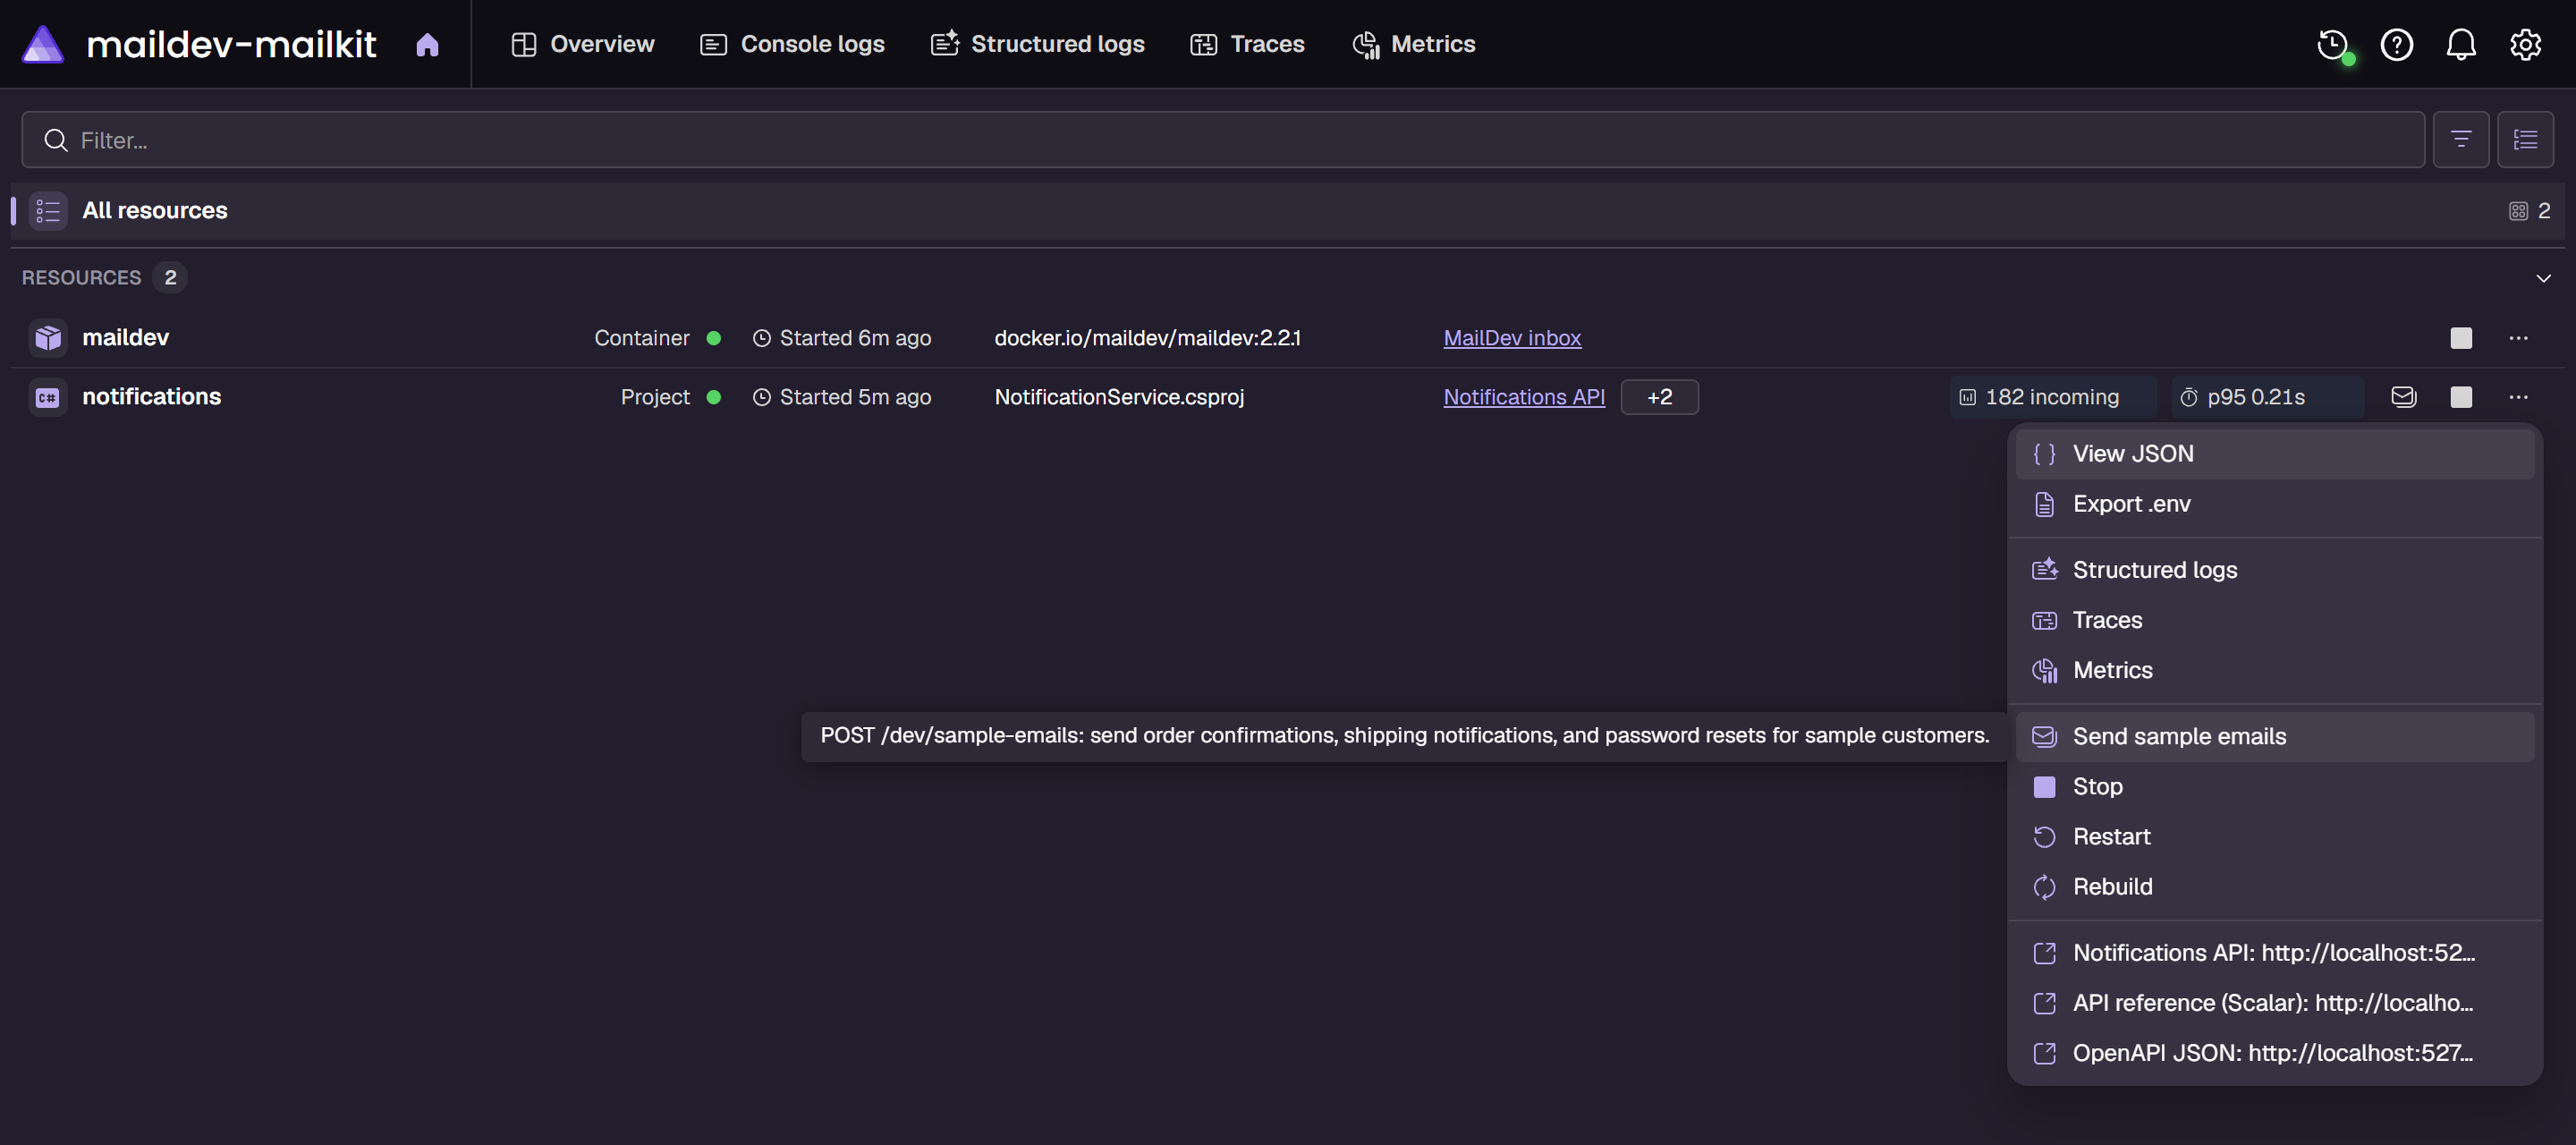 maildev-mailkit
Overview
Console logs
Structured logs
Traces
Metrics
Filter...
All resources
2
RESOURCES 2
maildev
Container
Started 6m ago
docker.io/maildev/maildev:2.2.1
MailDev inbox
C# notifications
Project
Started 5m ago
NotificationService.csproj
Notifications API
+2
182 incoming
p95 0.21s
View JSON
Export .env
Structured logs
Traces
Metrics
POST /dev/sample-emails: send order confirmations, shipping notifications, and password resets for sample customers.
Send sample emails
Stop
Restart
Rebuild
Notifications API: http://localhost:52...
API reference (Scalar): http://localho...
OpenAPI JSON: http://localhost:527...